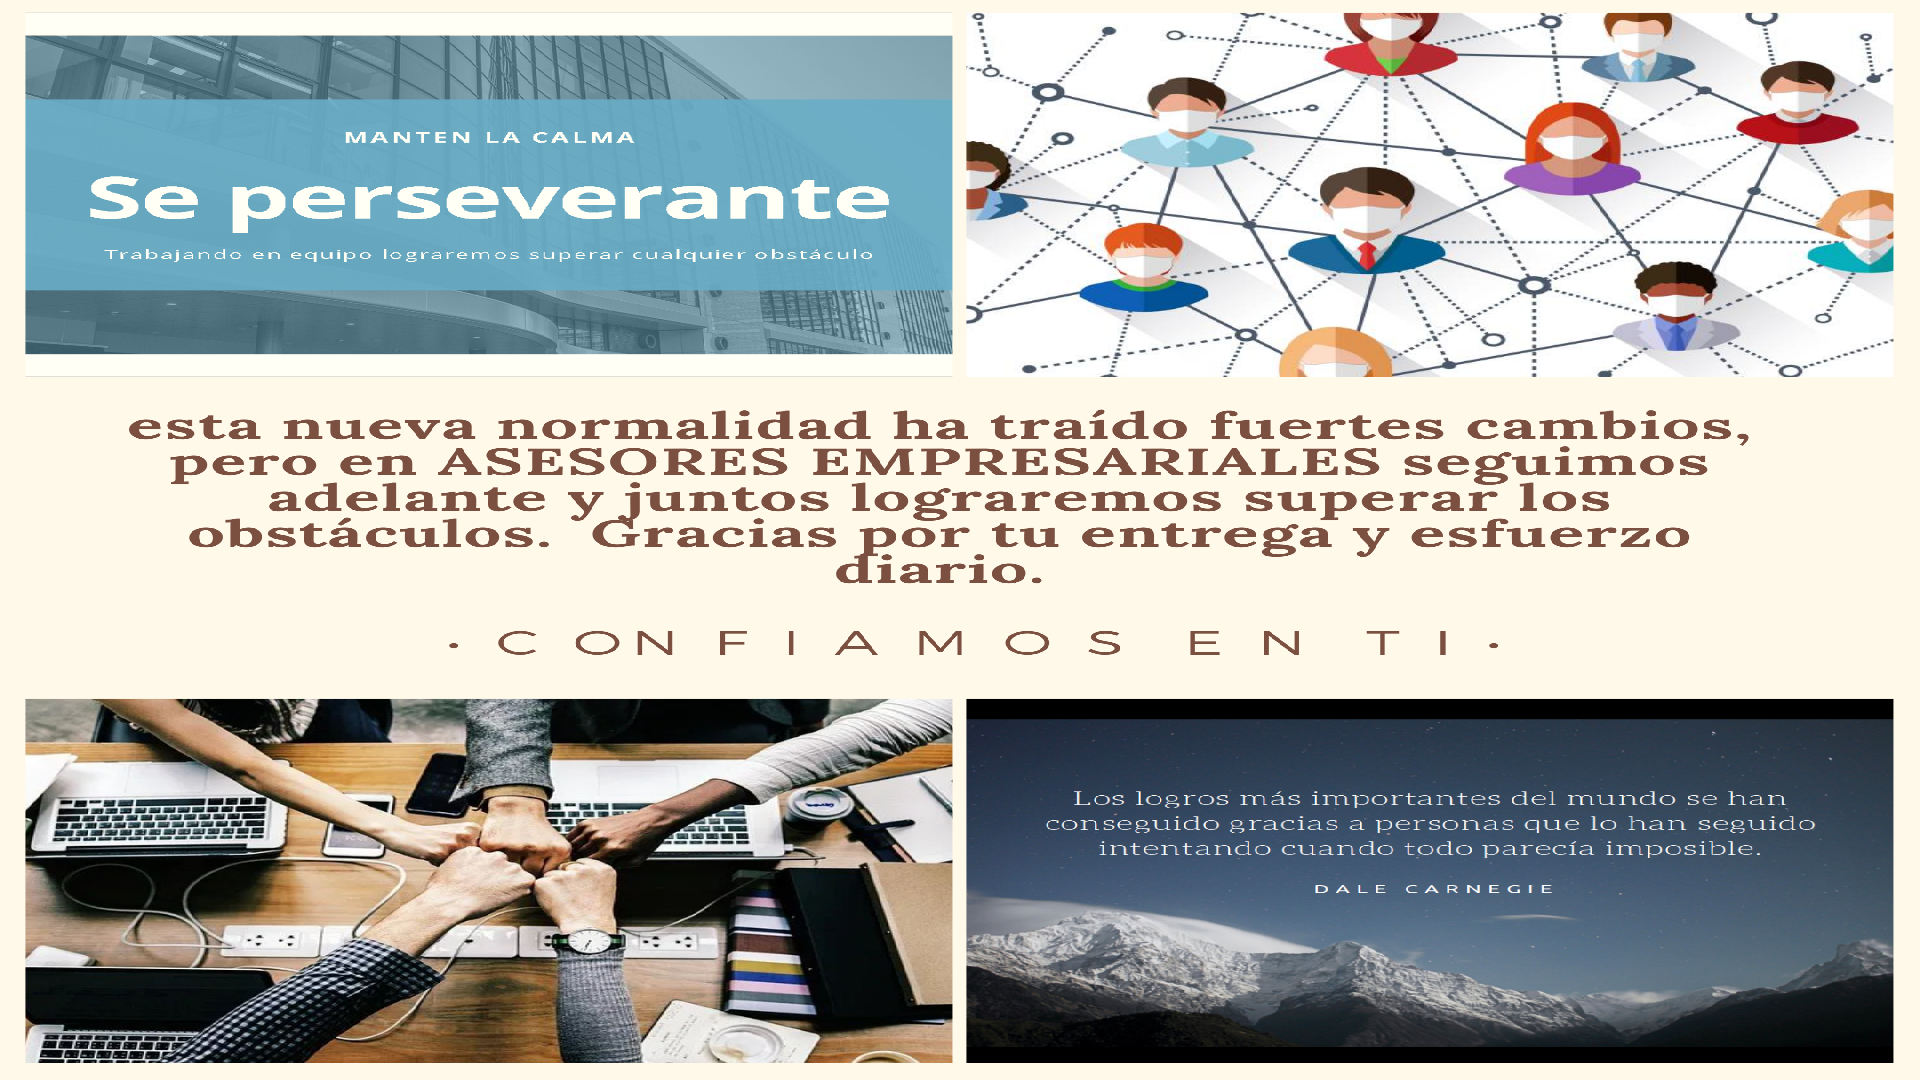 MANTEN LA CALMA
Se perseverante
Trabajando en equipo lograremos superar cualquier obstáculo
esta nueva normalidad ha traído fuertes cambios,
pero en ASESORES EMPRESARIALES seguimos
adelante y juntos lograremos superar los
obstáculos. Gracias por tu entrega y esfuerzo
diario.
· CONFIAMOS EN TI ·
Los logros más importantes del mundo se han
conseguido gracias a personas que lo han seguido
intentando cuando todo parecía imposible.
DALE CARNEGIE